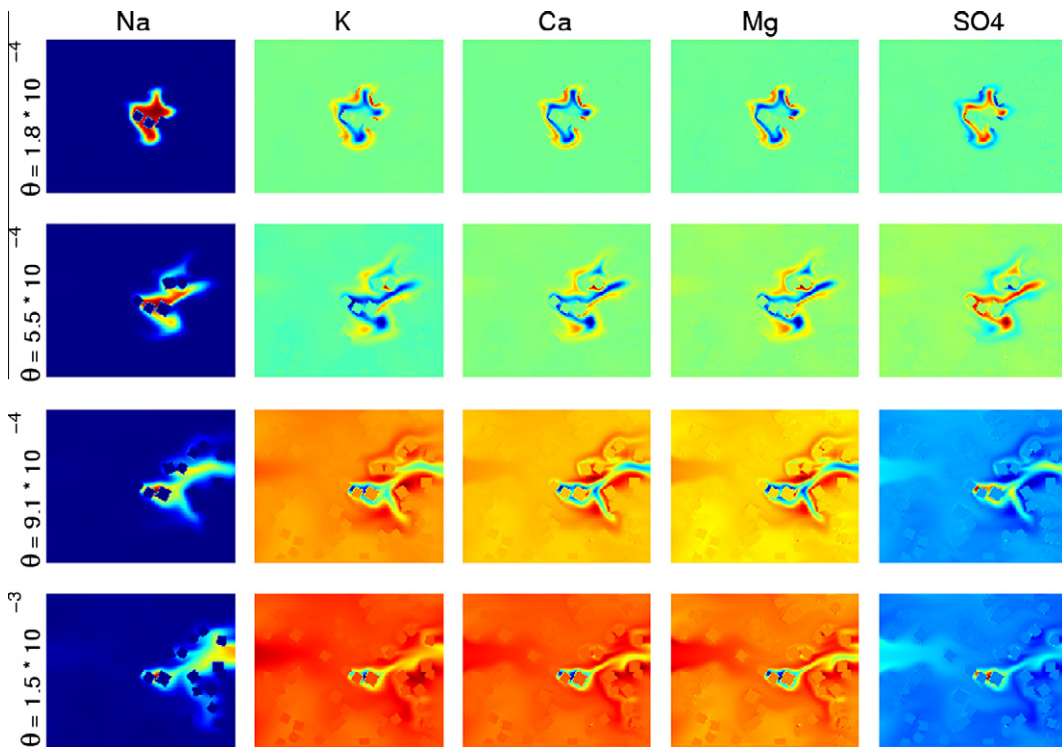 Na K Ca Mg SO4
θ = 1.8 * 10 −4
θ = 5.5 * 10 −4
θ = 9.1 * 10 −4
θ = 1.5 * 10 −3